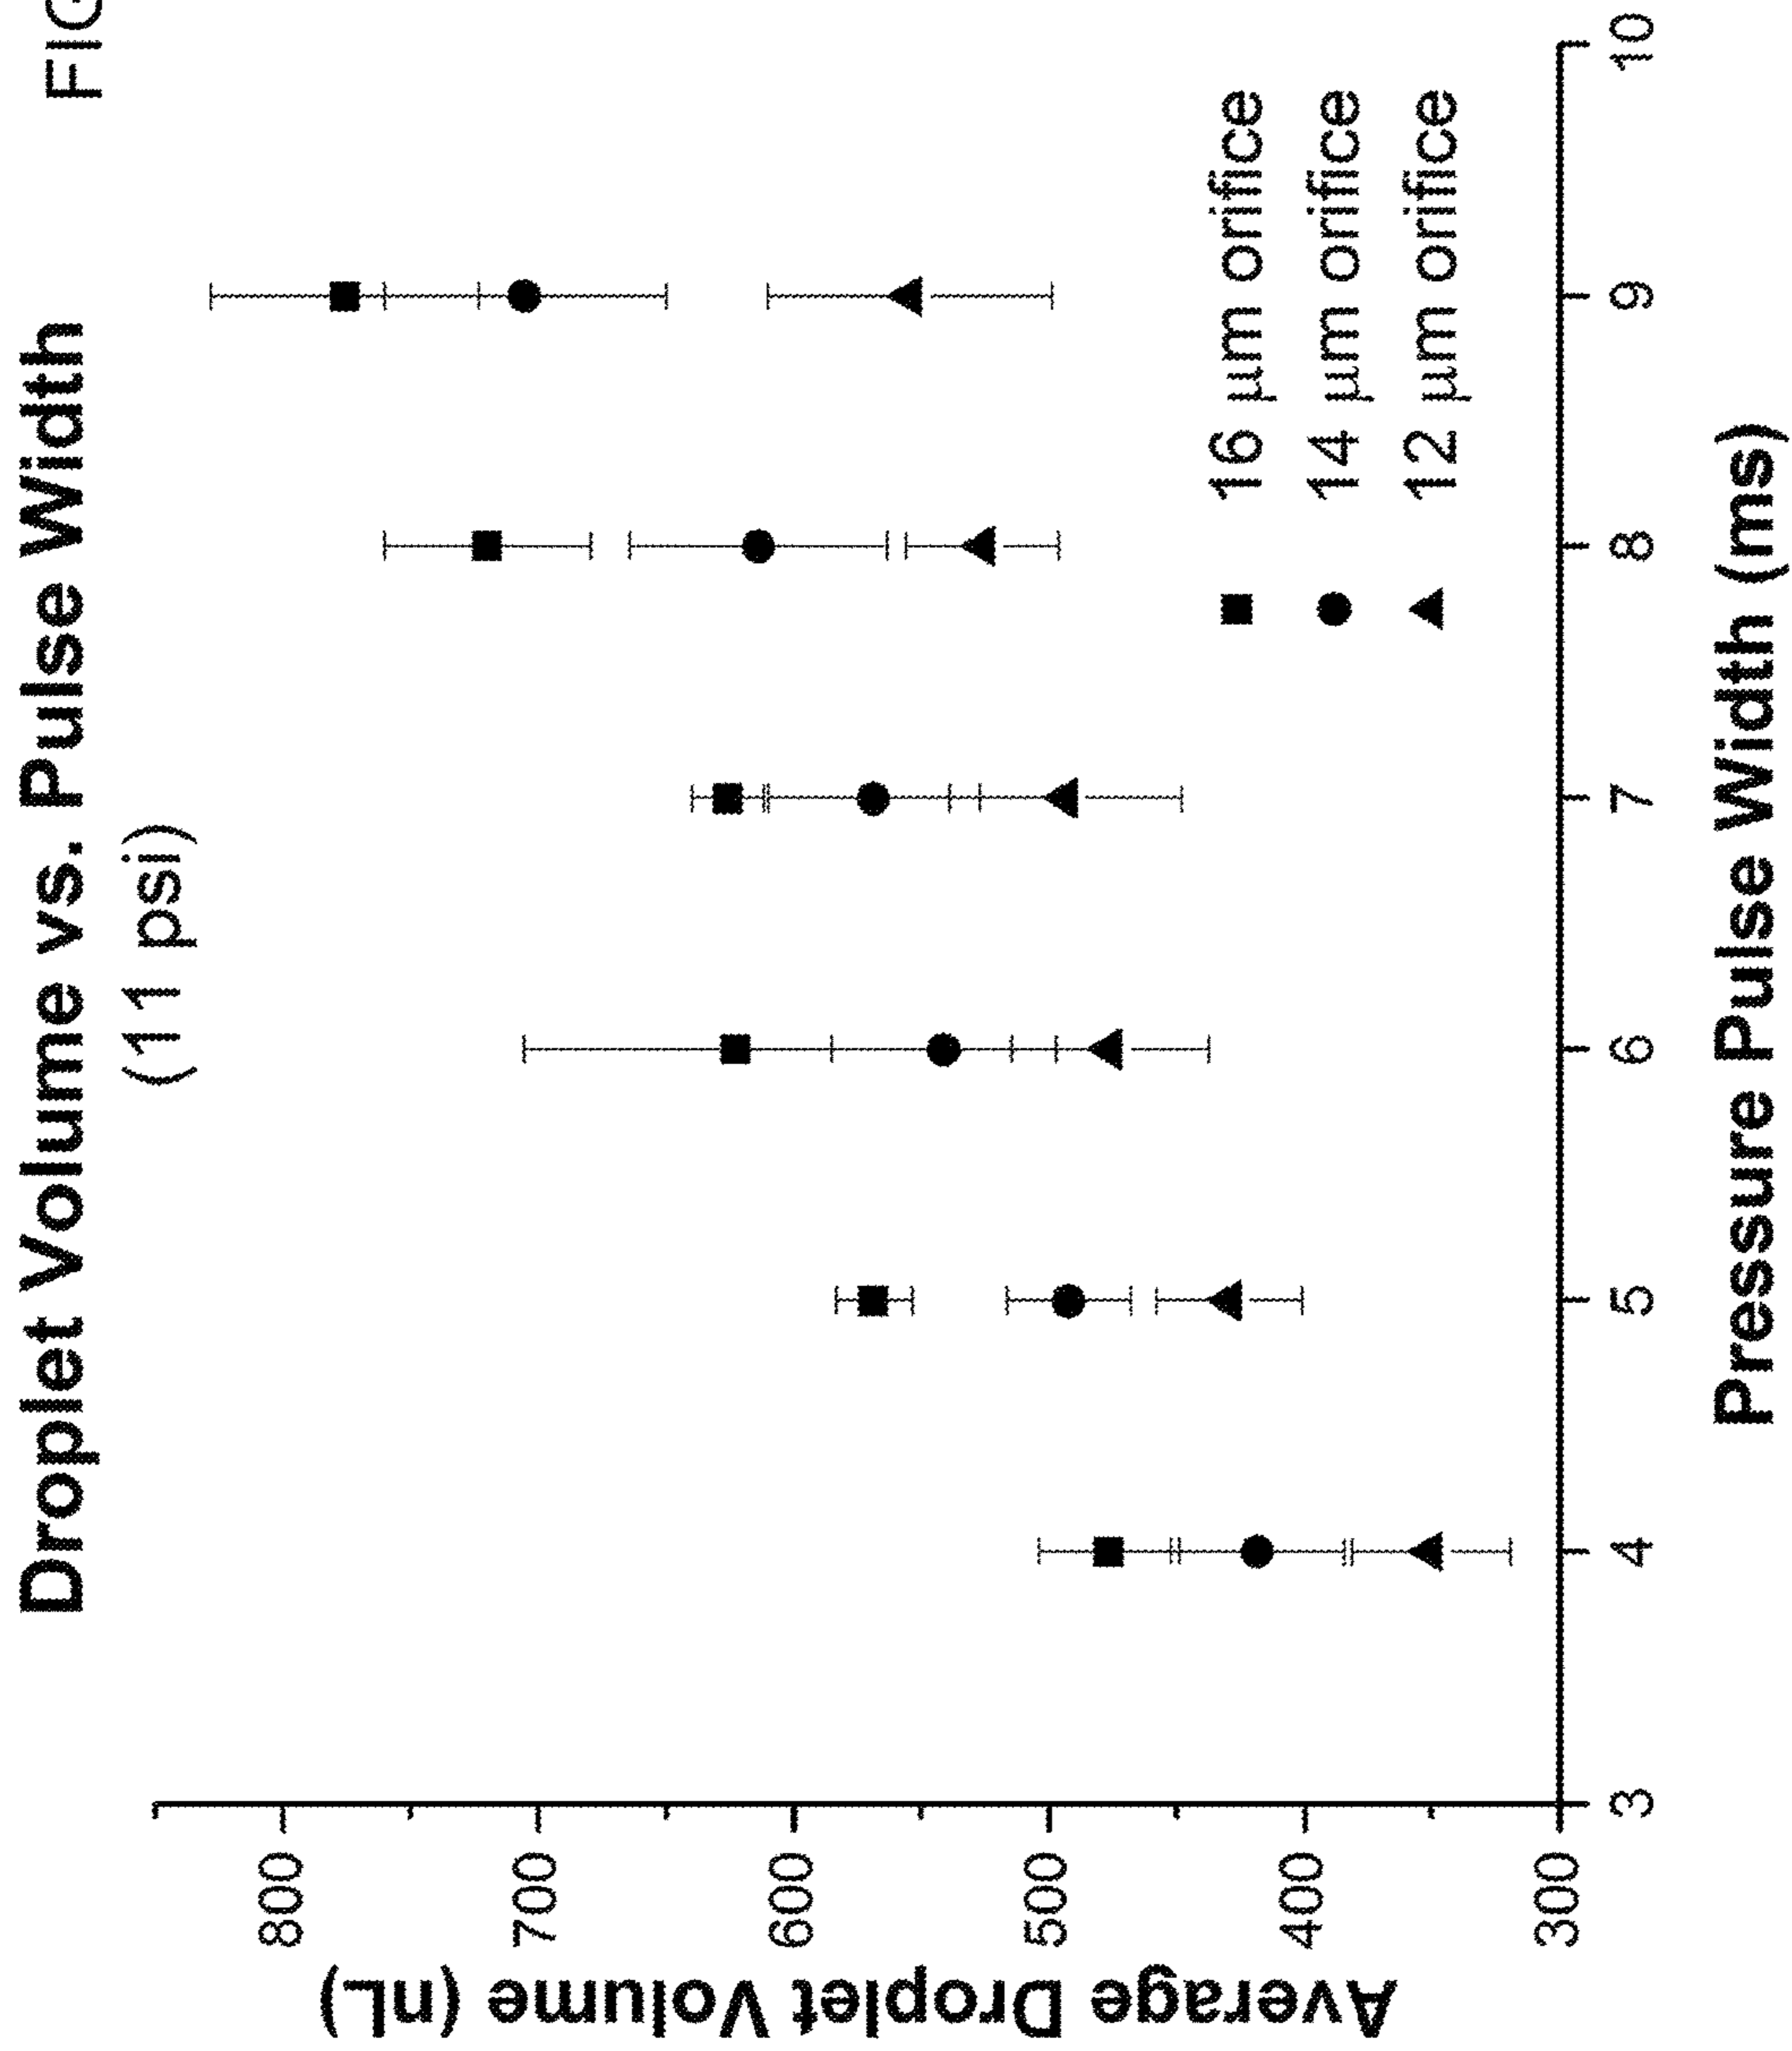 FIG
Droplet Volume vs. Pulse Width
(11 psi)
Average Droplet Volume (nL)
800
700
600
500
400
300
16 μm orifice
14 μm orifice
12 μm orifice
3 4 5 6 7 8 9 10
Pressure Pulse Width (ms)